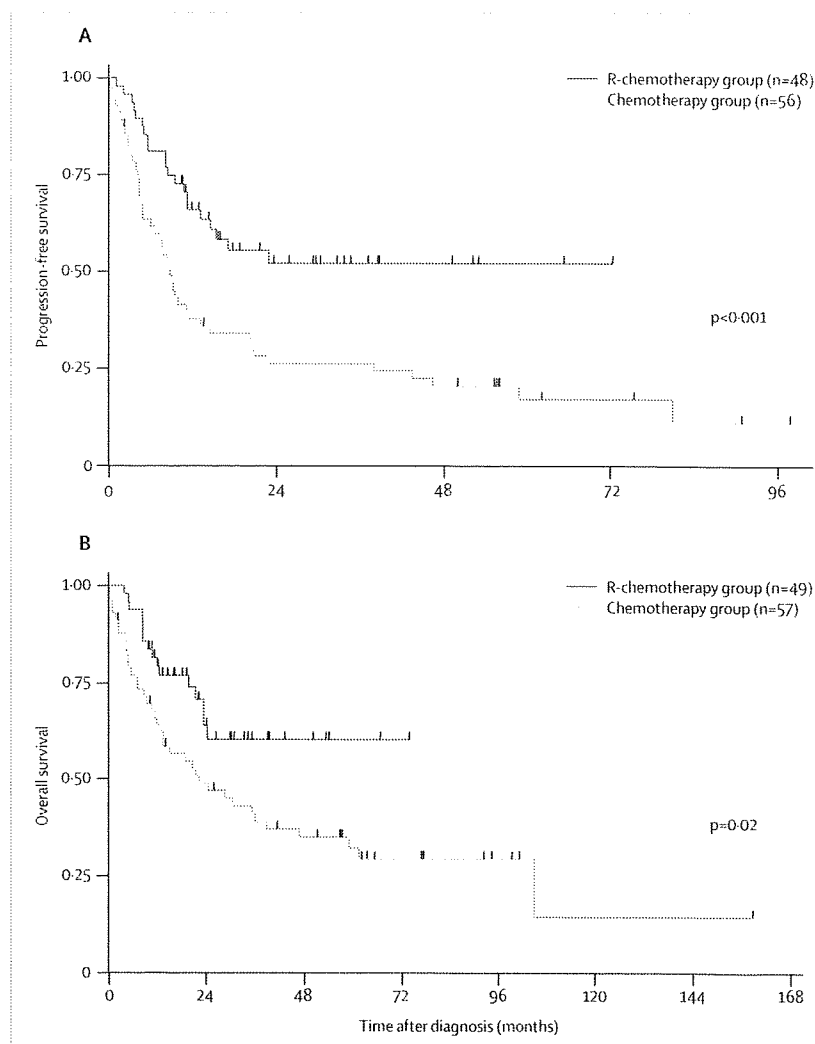 A
1·00
0·75
0·50
0·25
0
Progression-free survival
R-chemotherapy group (n=48)
Chemotherapy group (n=56)
p<0·001
0 24 48 72 96
B
1·00
0·75
0·50
0·25
0
Overall survival
R-chemotherapy group (n=49)
Chemotherapy group (n=57)
p=0·02
0 24 48 72 96 120 144 168
Time after diagnosis (months)